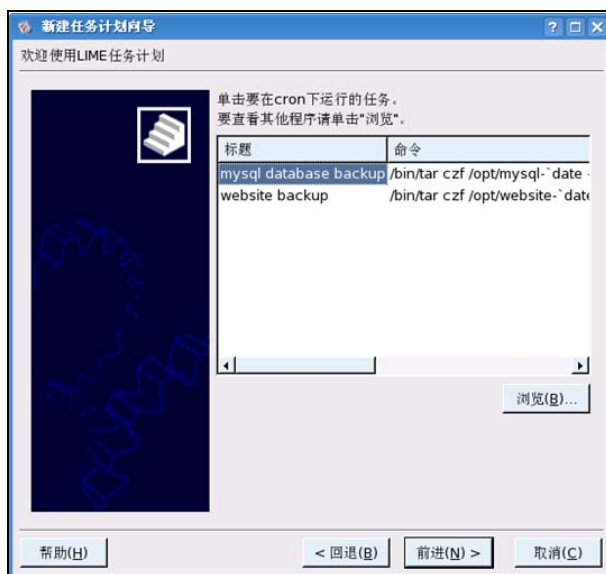 新建任务计划向导
欢迎使用LIME任务计划
单击要在cron下运行的任务。
要查看其他程序请单击"浏览"。
标题 命令
mysql database backup /bin/tar czf /opt/mysql-`date -
website backup /bin/tar czf /opt/website-`date
浏览(B)...
帮助(H) < 回退(B) 前进(N) > 取消(C)